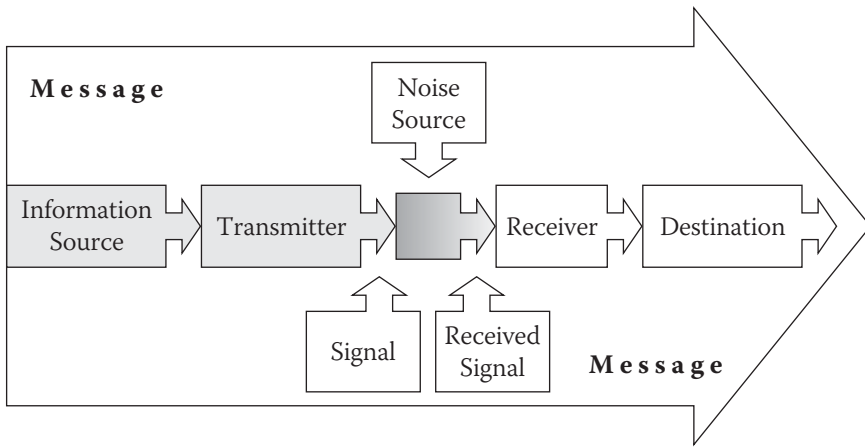 Message
Noise
Source
Information
Source
Transmitter
Receiver
Destination
Signal
Received
Signal
Message